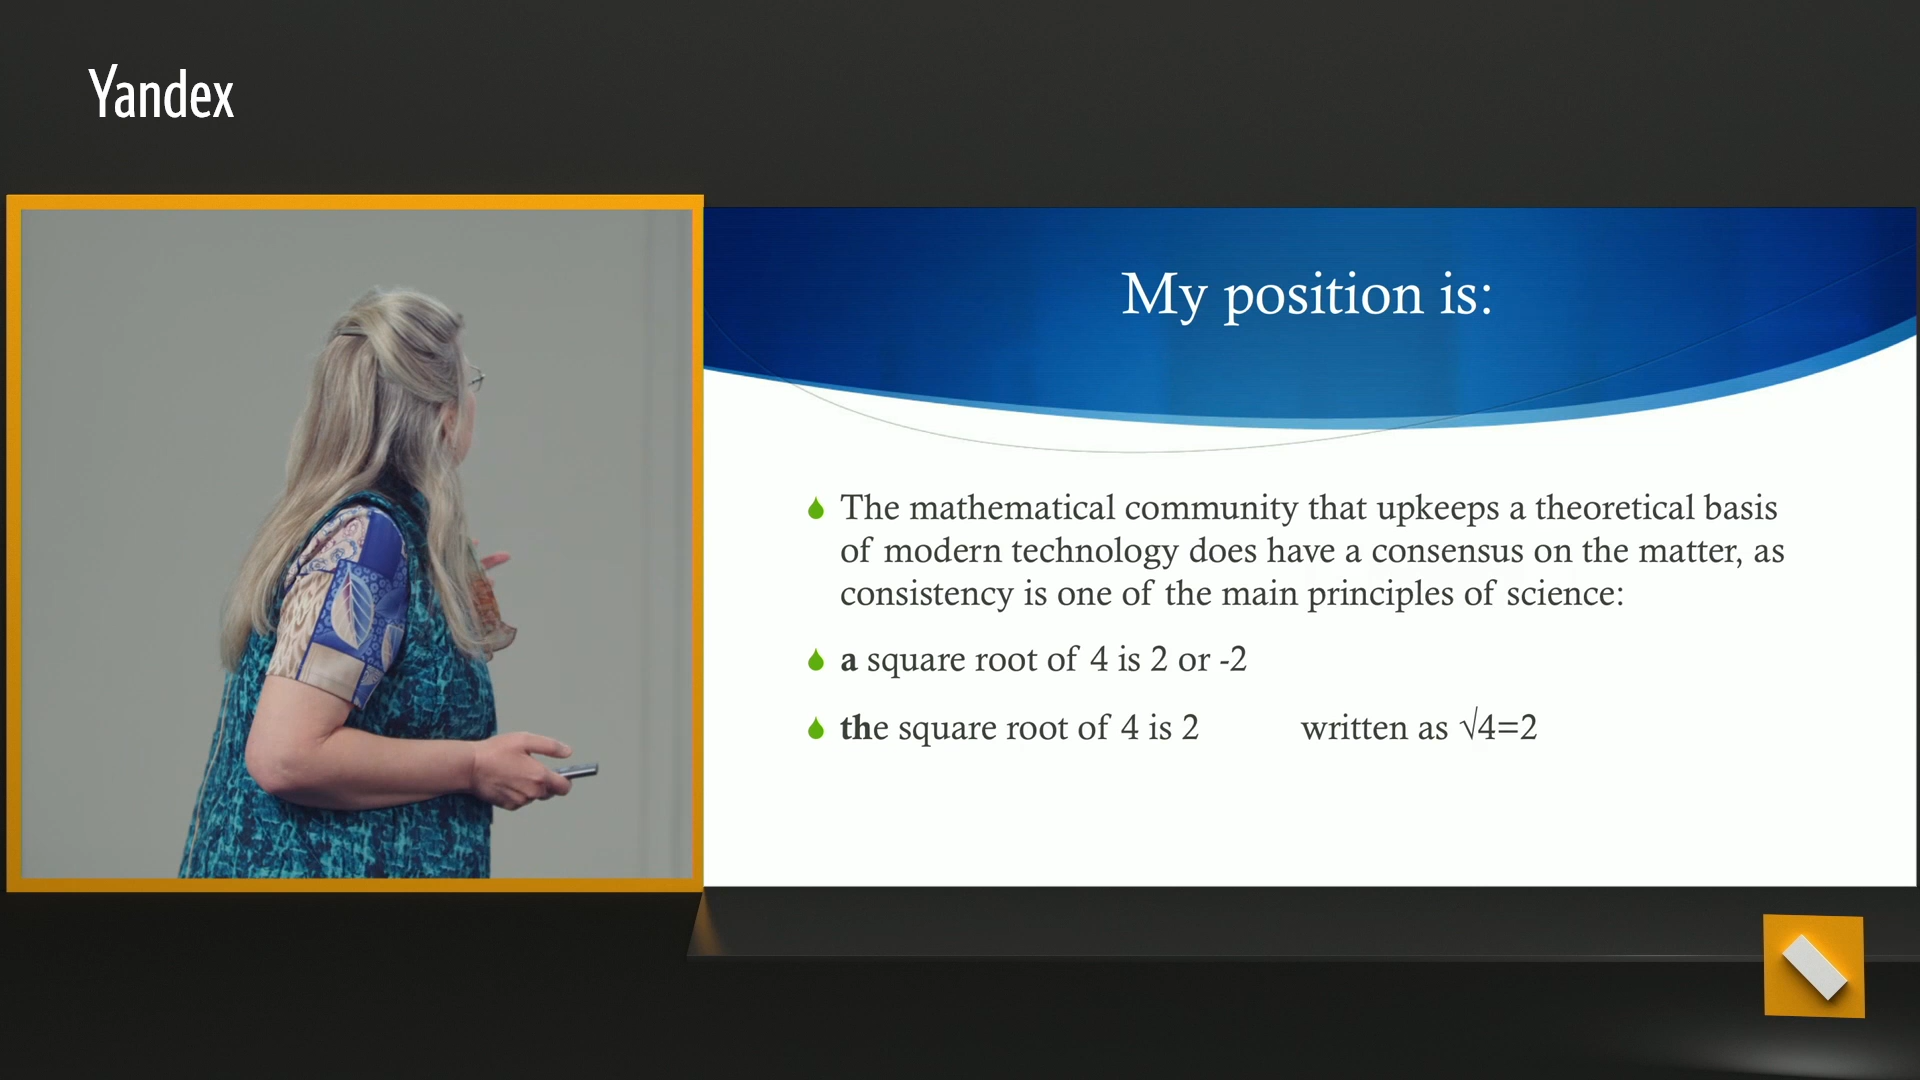 Yandex
My position is:
The mathematical community that upkeeps a theoretical basis
of modern technology does have a consensus on the matter, as
consistency is one of the main principles of science:
a square root of 4 is 2 or -2
the square root of 4 is 2 written as √4=2